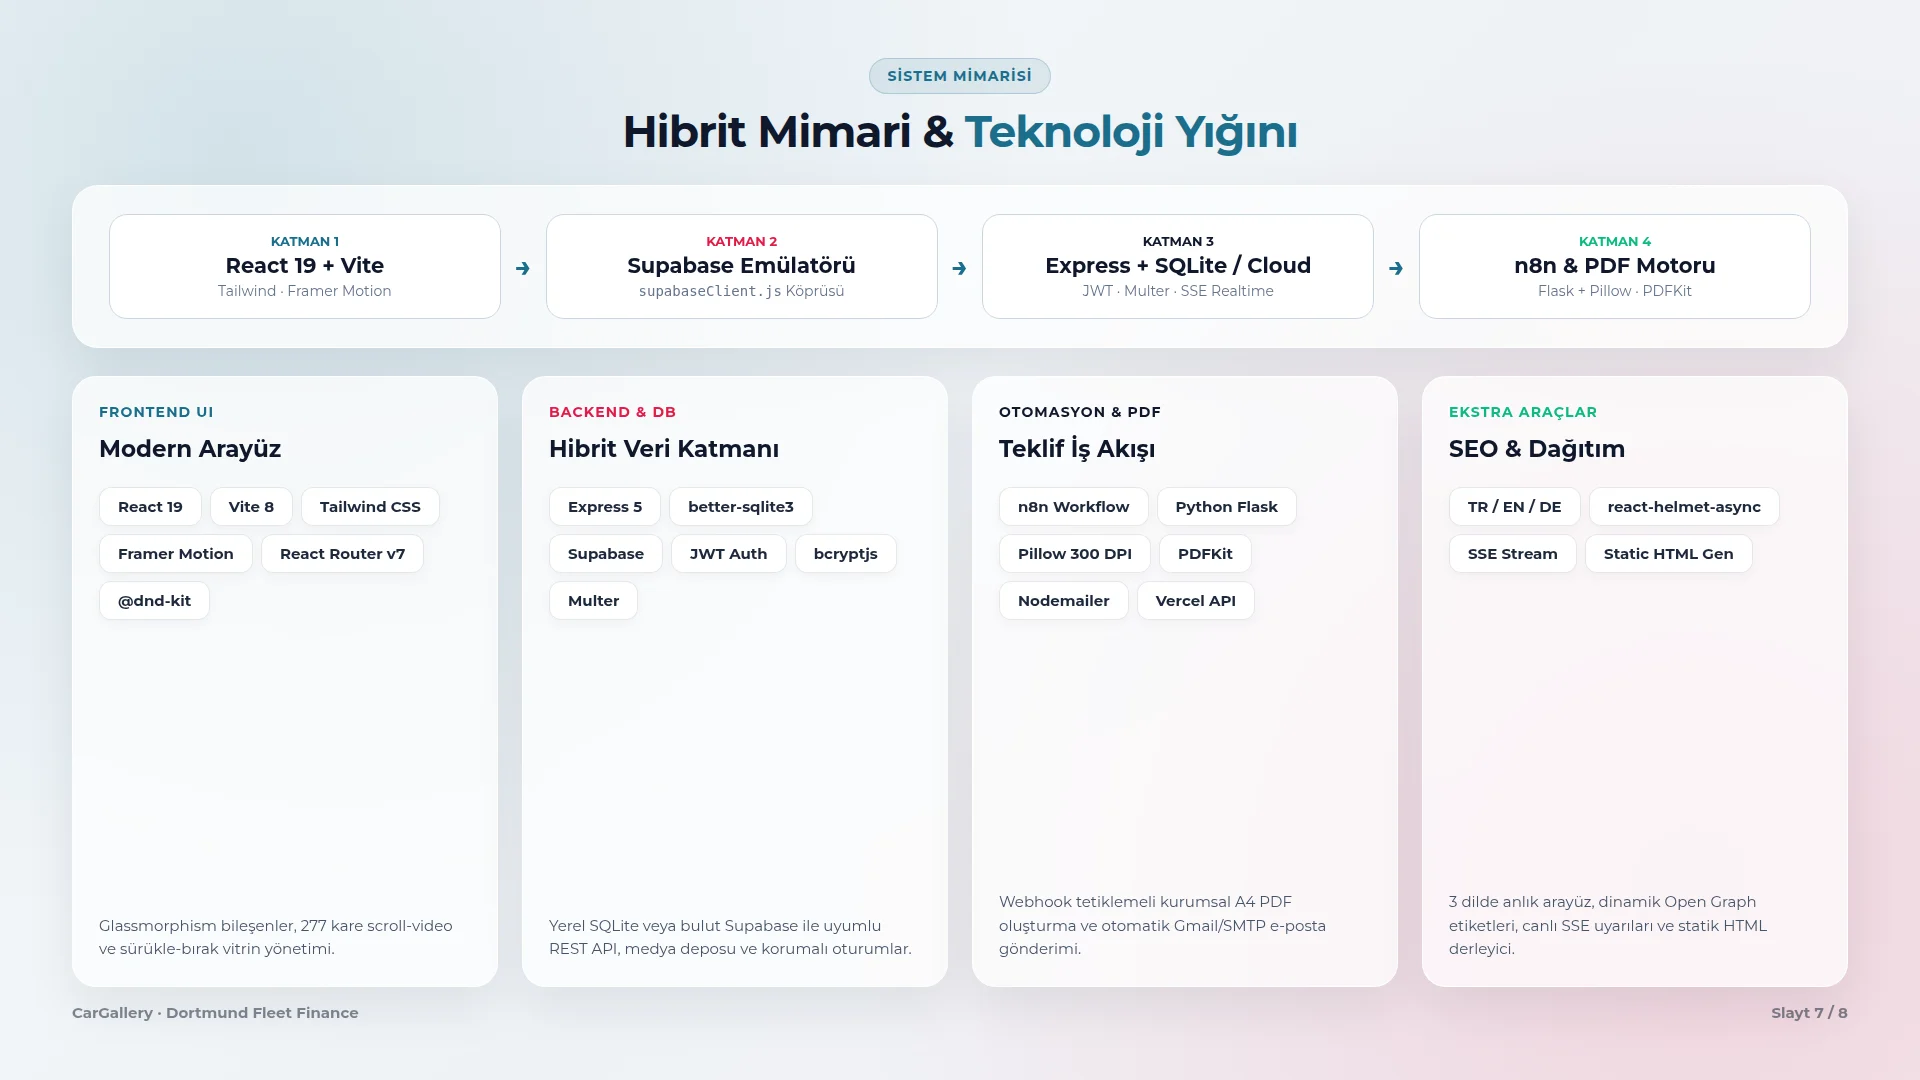 SİSTEM MİMARİSİ
Hibrit Mimari & Teknoloji Yığını
KATMAN 1
React 19 + Vite
Tailwind · Framer Motion
KATMAN 2
Supabase Emülatörü
supabaseClient.js Köprüsü
KATMAN 3
Express + SQLite / Cloud
JWT · Multer · SSE Realtime
KATMAN 4
n8n & PDF Motoru
Flask + Pillow · PDFKit
FRONTEND UI
Modern Arayüz
React 19 Vite 8 Tailwind CSS
Framer Motion React Router v7
@dnd-kit
Glassmorphism bileşenler, 277 kare scroll-video
ve sürükle-bırak vitrin yönetimi.
BACKEND & DB
Hibrit Veri Katmanı
Express 5 better-sqlite3
Supabase JWT Auth bcryptjs
Multer
Yerel SQLite veya bulut Supabase ile uyumlu
REST API, medya deposu ve korumalı oturumlar.
OTOMASYON & PDF
Teklif İş Akışı
n8n Workflow Python Flask
Pillow 300 DPI PDFKit
Nodemailer Vercel API
Webhook tetiklemeli kurumsal A4 PDF
oluşturma ve otomatik Gmail/SMTP e-posta
gönderimi.
EKSTRA ARAÇLAR
SEO & Dağıtım
TR / EN / DE react-helmet-async
SSE Stream Static HTML Gen
3 dilde anlık arayüz, dinamik Open Graph
etiketleri, canlı SSE uyarıları ve statik HTML
derleyici.
CarGallery · Dortmund Fleet Finance
Slayt 7 / 8